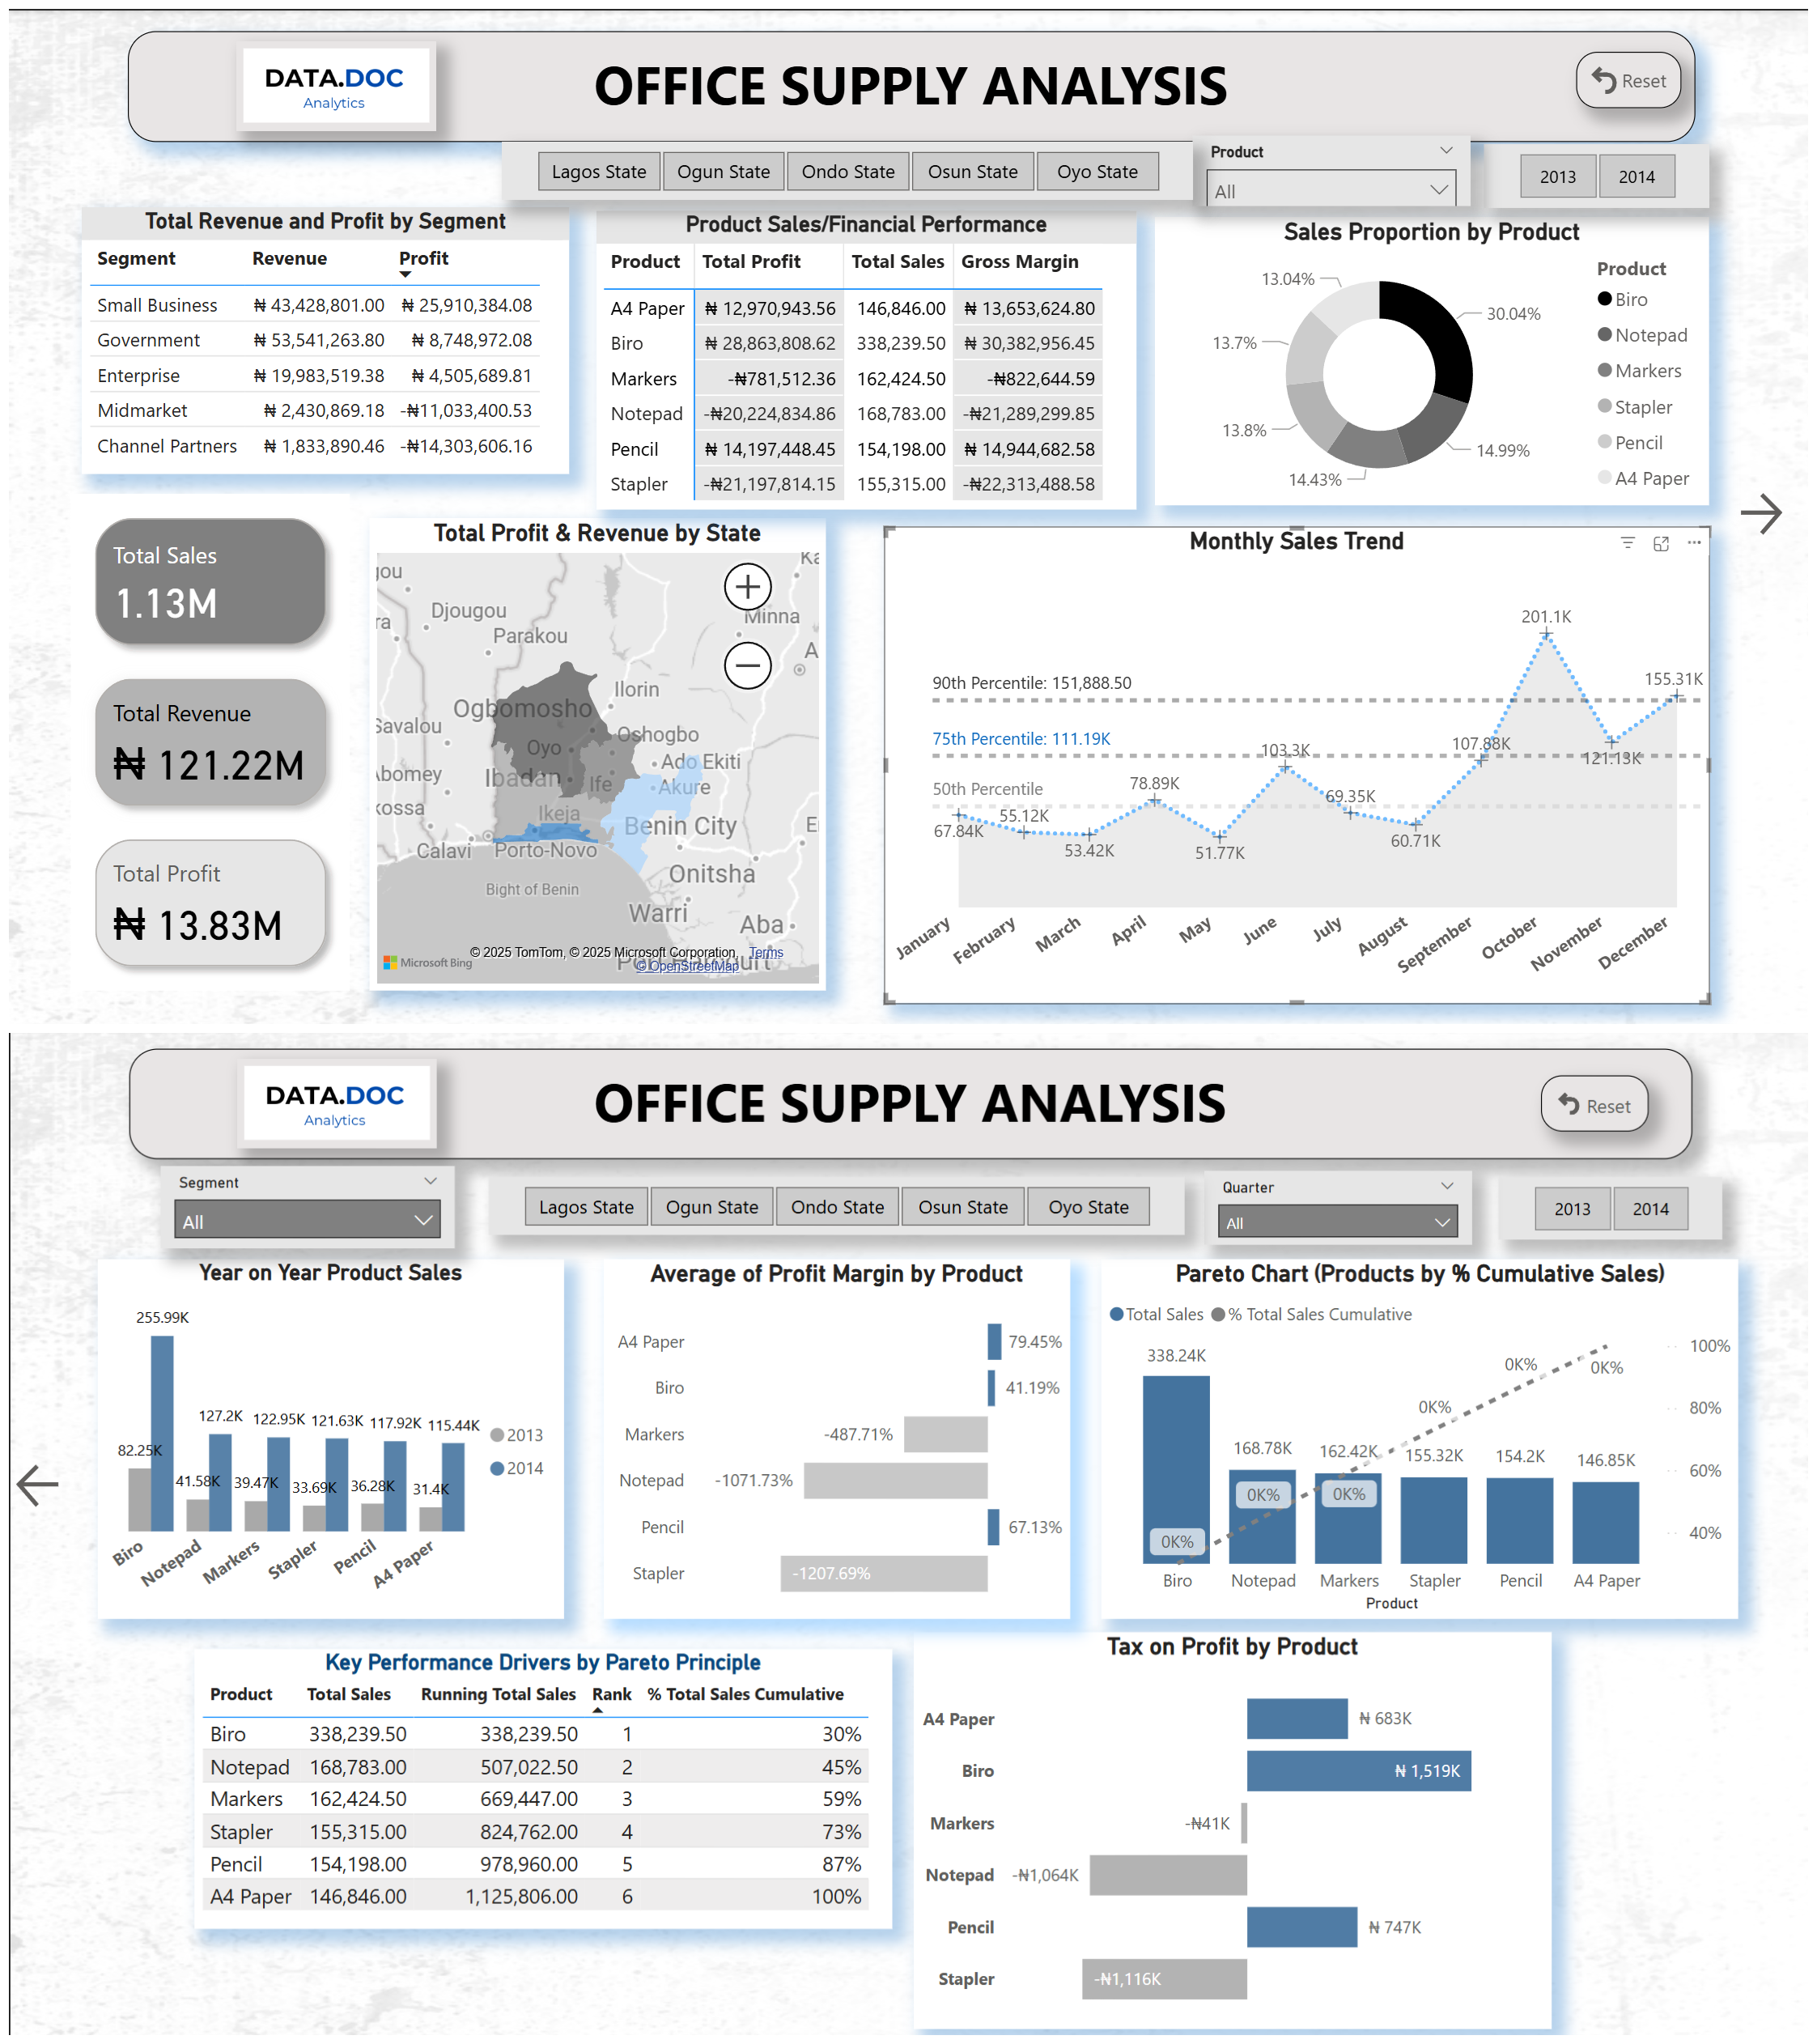 DATA.DOC
Analytics
OFFICE SUPPLY ANALYSIS
Reset
Lagos State Ogun State Ondo State Osun State Oyo State
Product
All
2013 2014
Total Revenue and Profit by Segment
Segment Revenue Profit
Small Business ₦ 43,428,801.00 ₦ 25,910,384.08
Government ₦ 53,541,263.80 ₦ 8,748,972.08
Enterprise ₦ 19,983,519.38 ₦ 4,505,689.81
Midmarket ₦ 2,430,869.18 -₦11,033,400.53
Channel Partners ₦ 1,833,890.46 -₦14,303,606.16
Product Sales/Financial Performance
Product Total Profit Total Sales Gross Margin
A4 Paper ₦ 12,970,943.56 146,846.00 ₦ 13,653,624.80
Biro ₦ 28,863,808.62 338,239.50 ₦ 30,382,956.45
Markers -₦781,512.36 162,424.50 -₦822,644.59
Notepad -₦20,224,834.86 168,783.00 -₦21,289,299.85
Pencil ₦ 14,197,448.45 154,198.00 ₦ 14,944,682.58
Stapler -₦21,197,814.15 155,315.00 -₦22,313,488.58
Sales Proportion by Product
13.04%
30.04%
13.7%
13.8%
14.99%
14.43%
Product
Biro
Notepad
Markers
Stapler
Pencil
A4 Paper
Total Sales
1.13M
Total Revenue
₦ 121.22M
Total Profit
₦ 13.83M
Total Profit & Revenue by State
Djougou
Parakou
Minna
Ilorin
Ogbomosho
Savalou
Oshogbo
Oyo
Ado Ekiti
Ibadan
Ife
Akure
Ikeja
Benin City
Calavi
Porto-Novo
Onitsha
Bight of Benin
Warri
Aba
© 2025 TomTom, © 2025 Microsoft Corporation, Terms
Microsoft Bing
© OpenStreetMap
Monthly Sales Trend
201.1K
90th Percentile: 151,888.50
155.31K
75th Percentile: 111.19K
103.3K
107.88K
121.13K
50th Percentile
78.89K
69.35K
67.84K
55.12K
53.42K
51.77K
60.71K
January
February
March
April
May
June
July
August
September
October
November
December
DATA.DOC
Analytics
OFFICE SUPPLY ANALYSIS
Reset
Segment
All
Lagos State Ogun State Ondo State Osun State Oyo State
Quarter
All
2013 2014
Year on Year Product Sales
255.99K
127.2K 122.95K 121.63K 117.92K 115.44K
82.25K
41.58K 39.47K 33.69K 36.28K 31.4K
2013
2014
Biro
Notepad
Markers
Stapler
Pencil
A4 Paper
Average of Profit Margin by Product
A4 Paper 79.45%
Biro 41.19%
Markers -487.71%
Notepad -1071.73%
Pencil 67.13%
Stapler -1207.69%
Pareto Chart (Products by % Cumulative Sales)
Total Sales % Total Sales Cumulative
338.24K
168.78K
162.42K
155.32K
154.2K
146.85K
0K%
0K%
0K%
0K%
0K%
0K%
100%
80%
60%
40%
Biro Notepad Markers Stapler Pencil A4 Paper
Product
Key Performance Drivers by Pareto Principle
Product Total Sales Running Total Sales Rank % Total Sales Cumulative
Biro 338,239.50 338,239.50 1 30%
Notepad 168,783.00 507,022.50 2 45%
Markers 162,424.50 669,447.00 3 59%
Stapler 155,315.00 824,762.00 4 73%
Pencil 154,198.00 978,960.00 5 87%
A4 Paper 146,846.00 1,125,806.00 6 100%
Tax on Profit by Product
A4 Paper ₦ 683K
Biro ₦ 1,519K
Markers -₦41K
Notepad -₦1,064K
Pencil ₦ 747K
Stapler -₦1,116K